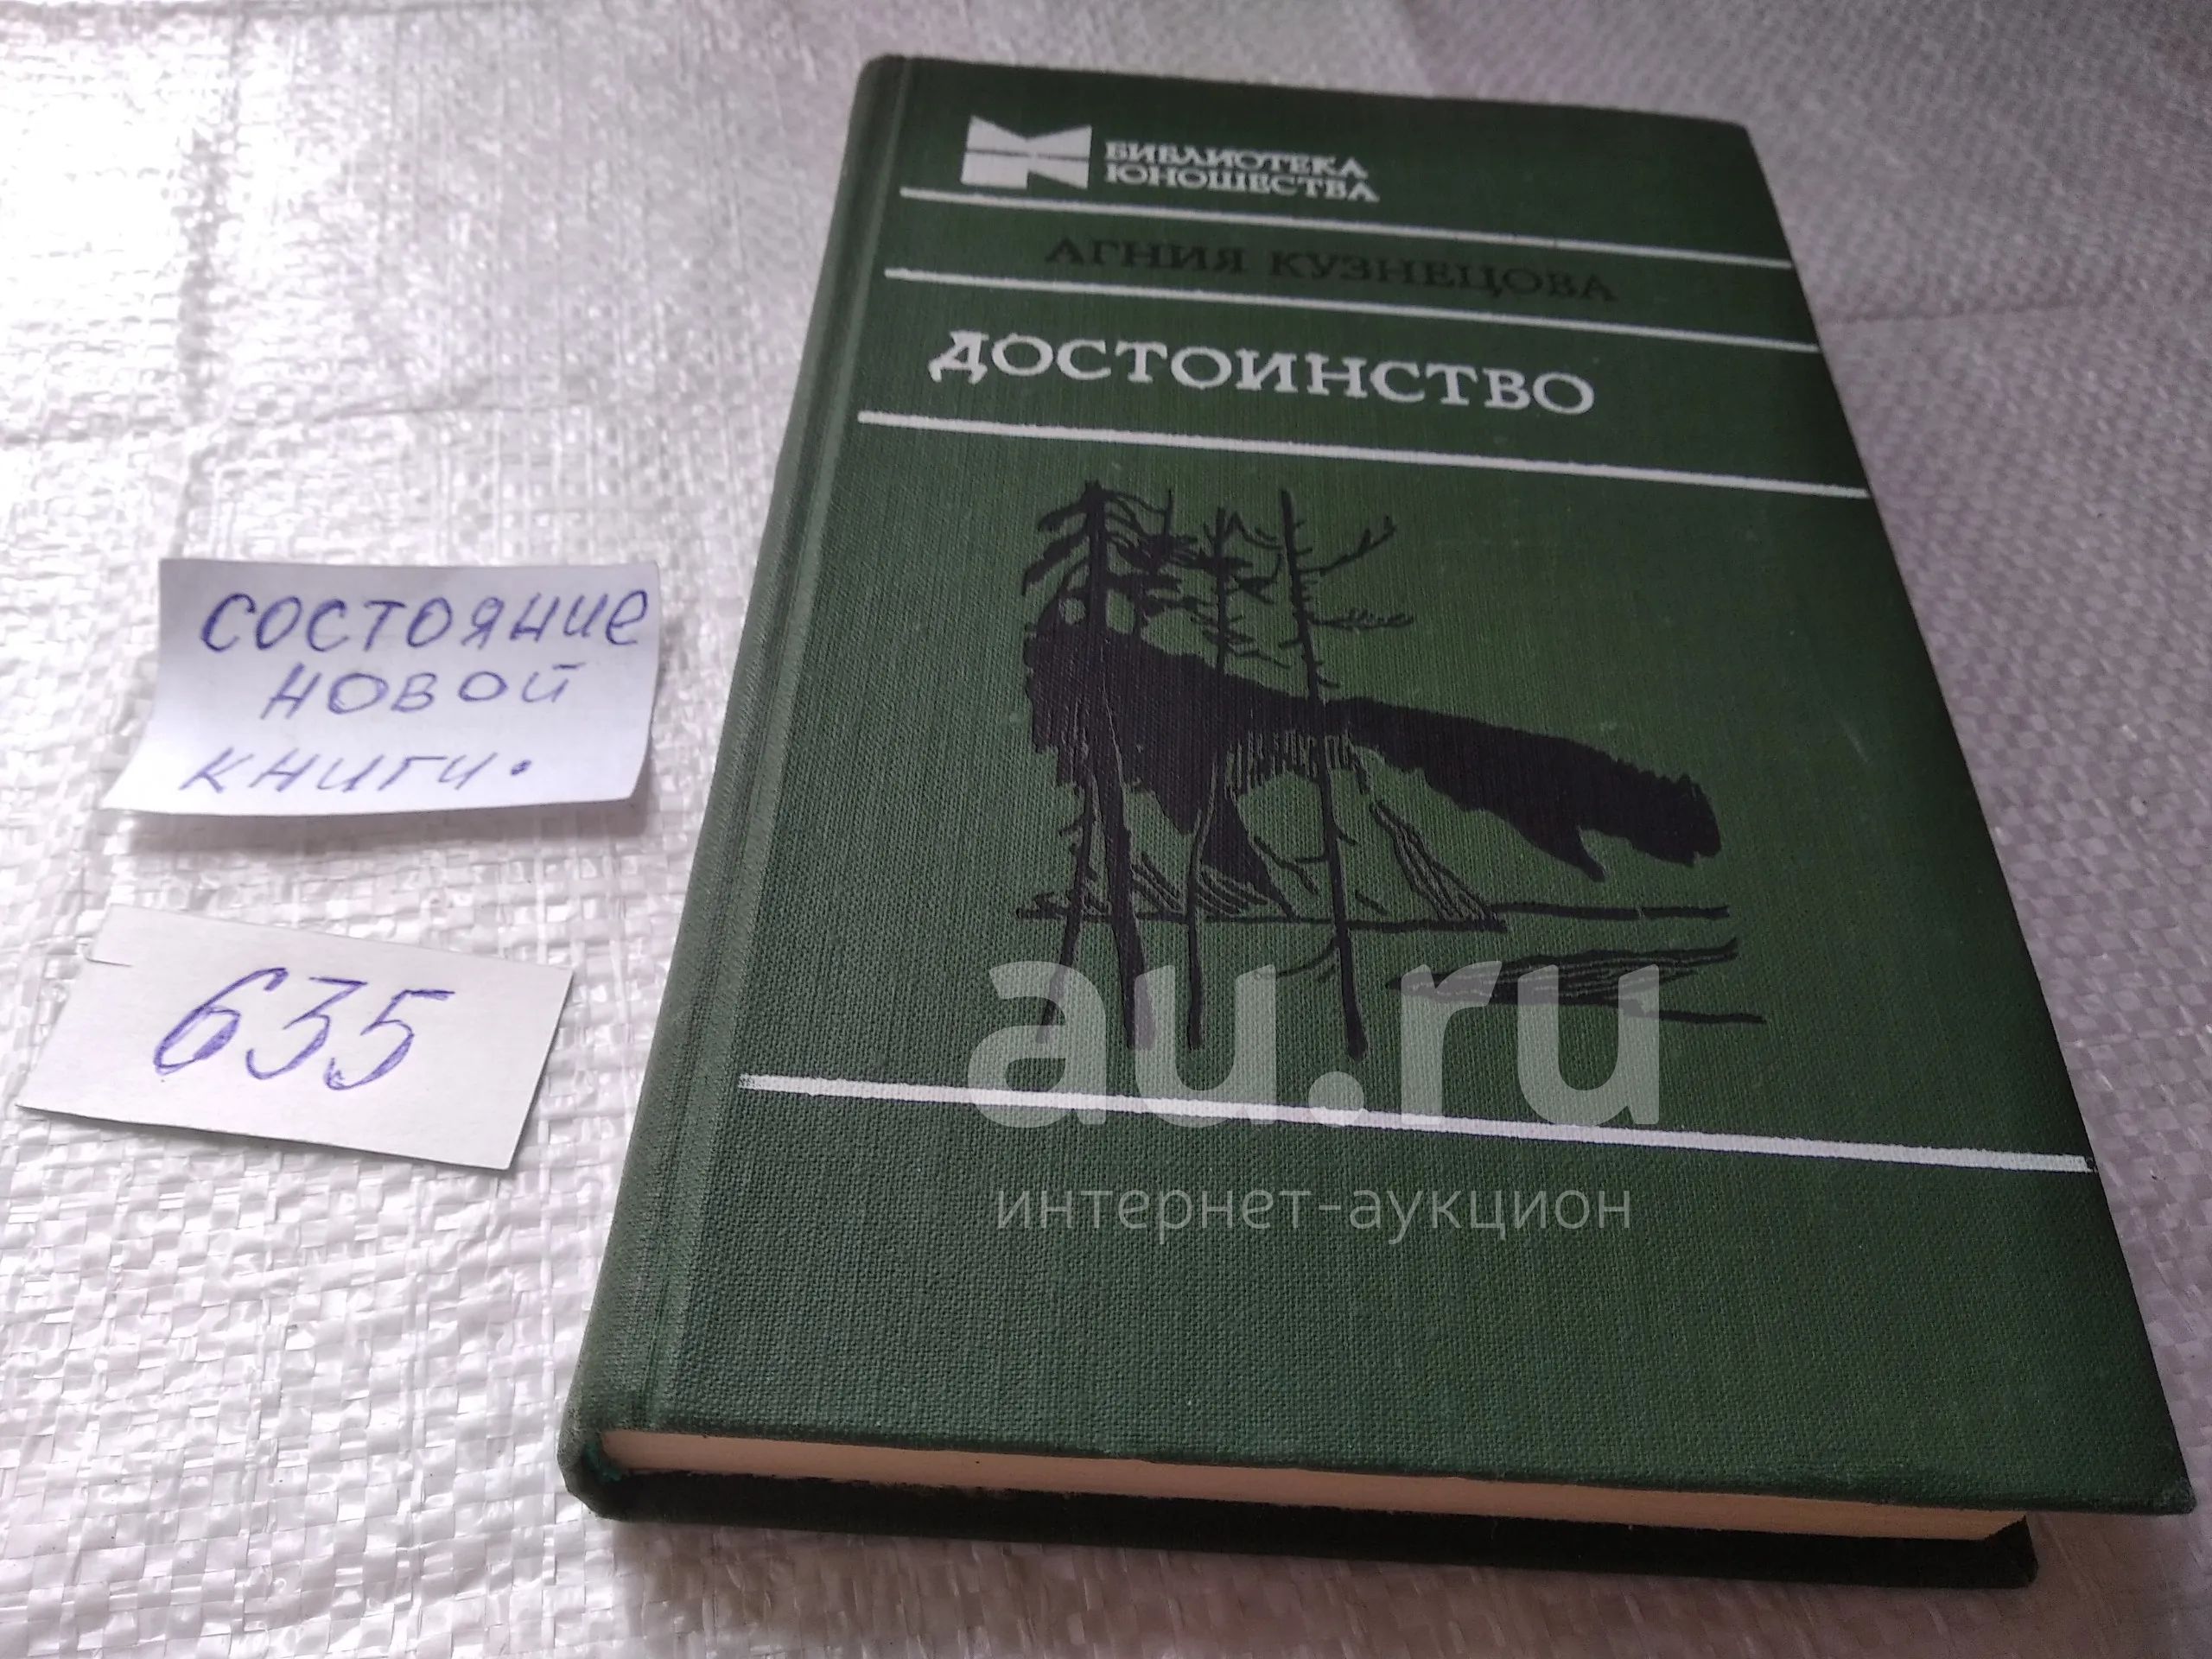 БИБЛИОТЕКА
ЮНОШЕСТВА
АГНИЯ КУЗНЕЦОВА
ДОСТОИНСТВО
состояние
новой
книги.
635
au.ru
интернет-аукцион